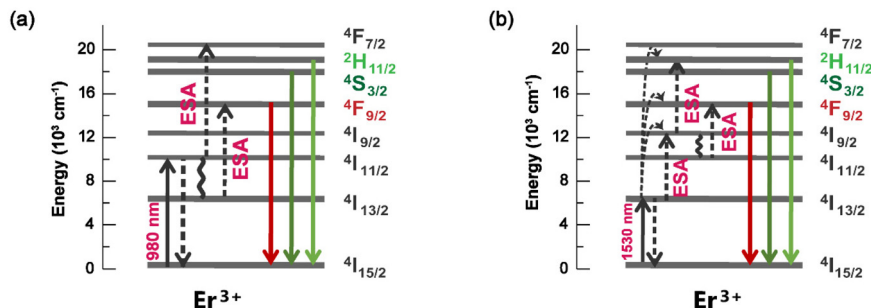 (a)
Energy (10³ cm⁻¹)
20
16
12
8
4
0
980 nm
ESA
ESA
⁴F₇/₂
²H₁₁/₂
⁴S₃/₂
⁴F₉/₂
⁴I₉/₂
⁴I₁₁/₂
⁴I₁₃/₂
⁴I₁₅/₂
Er³⁺
(b)
Energy (10³ cm⁻¹)
20
16
12
8
4
0
1530 nm
ESA
ESA
ESA
⁴F₇/₂
²H₁₁/₂
⁴S₃/₂
⁴F₉/₂
⁴I₉/₂
⁴I₁₁/₂
⁴I₁₃/₂
⁴I₁₅/₂
Er³⁺